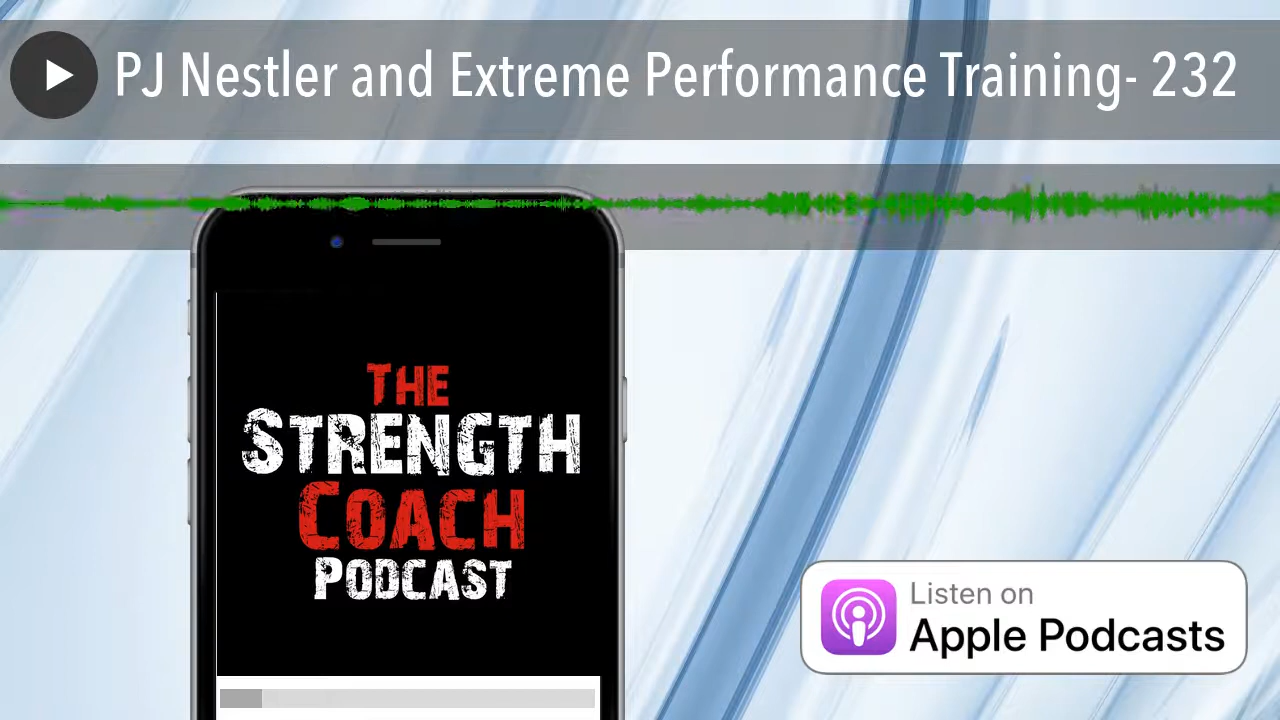 PJ Nestler and Extreme Performance Training- 232
THE
STRENGTH
COACH
PODCAST
Listen on
Apple Podcasts